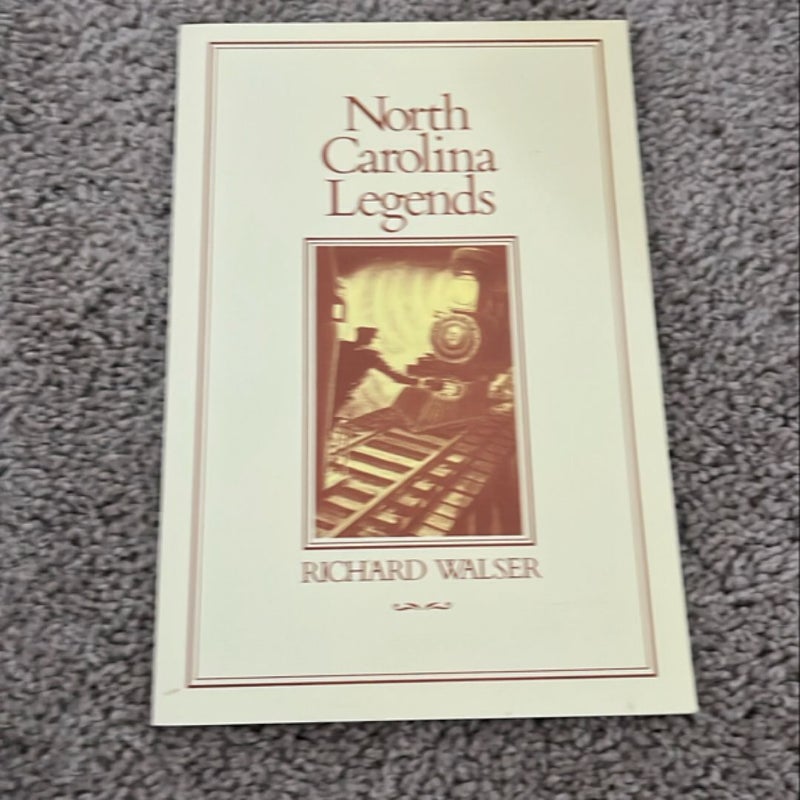 North
Carolina
Legends
RICHARD WALSER